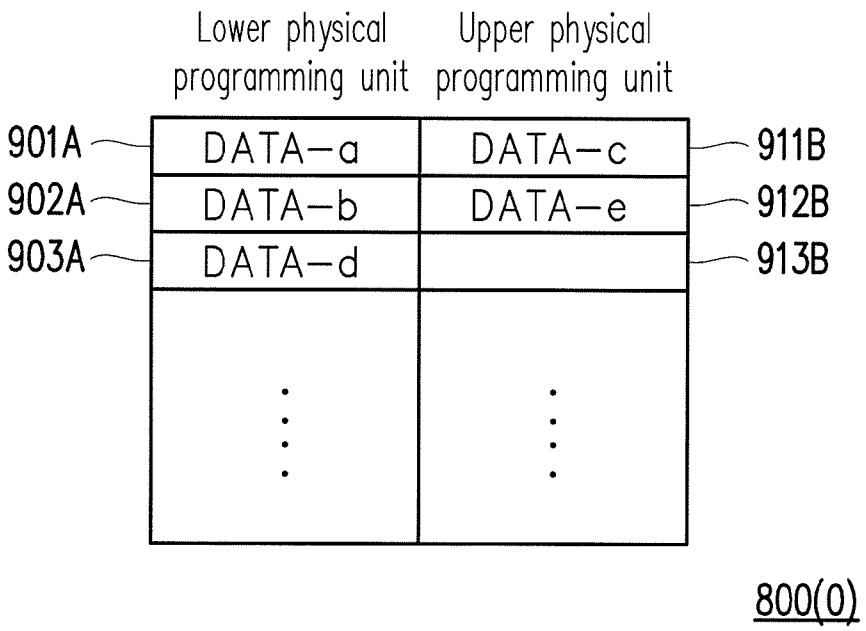 Lower physical programming unit
Upper physical programming unit
901A DATA-a DATA-c 911B
902A DATA-b DATA-e 912B
903A DATA-d 913B
800(0)